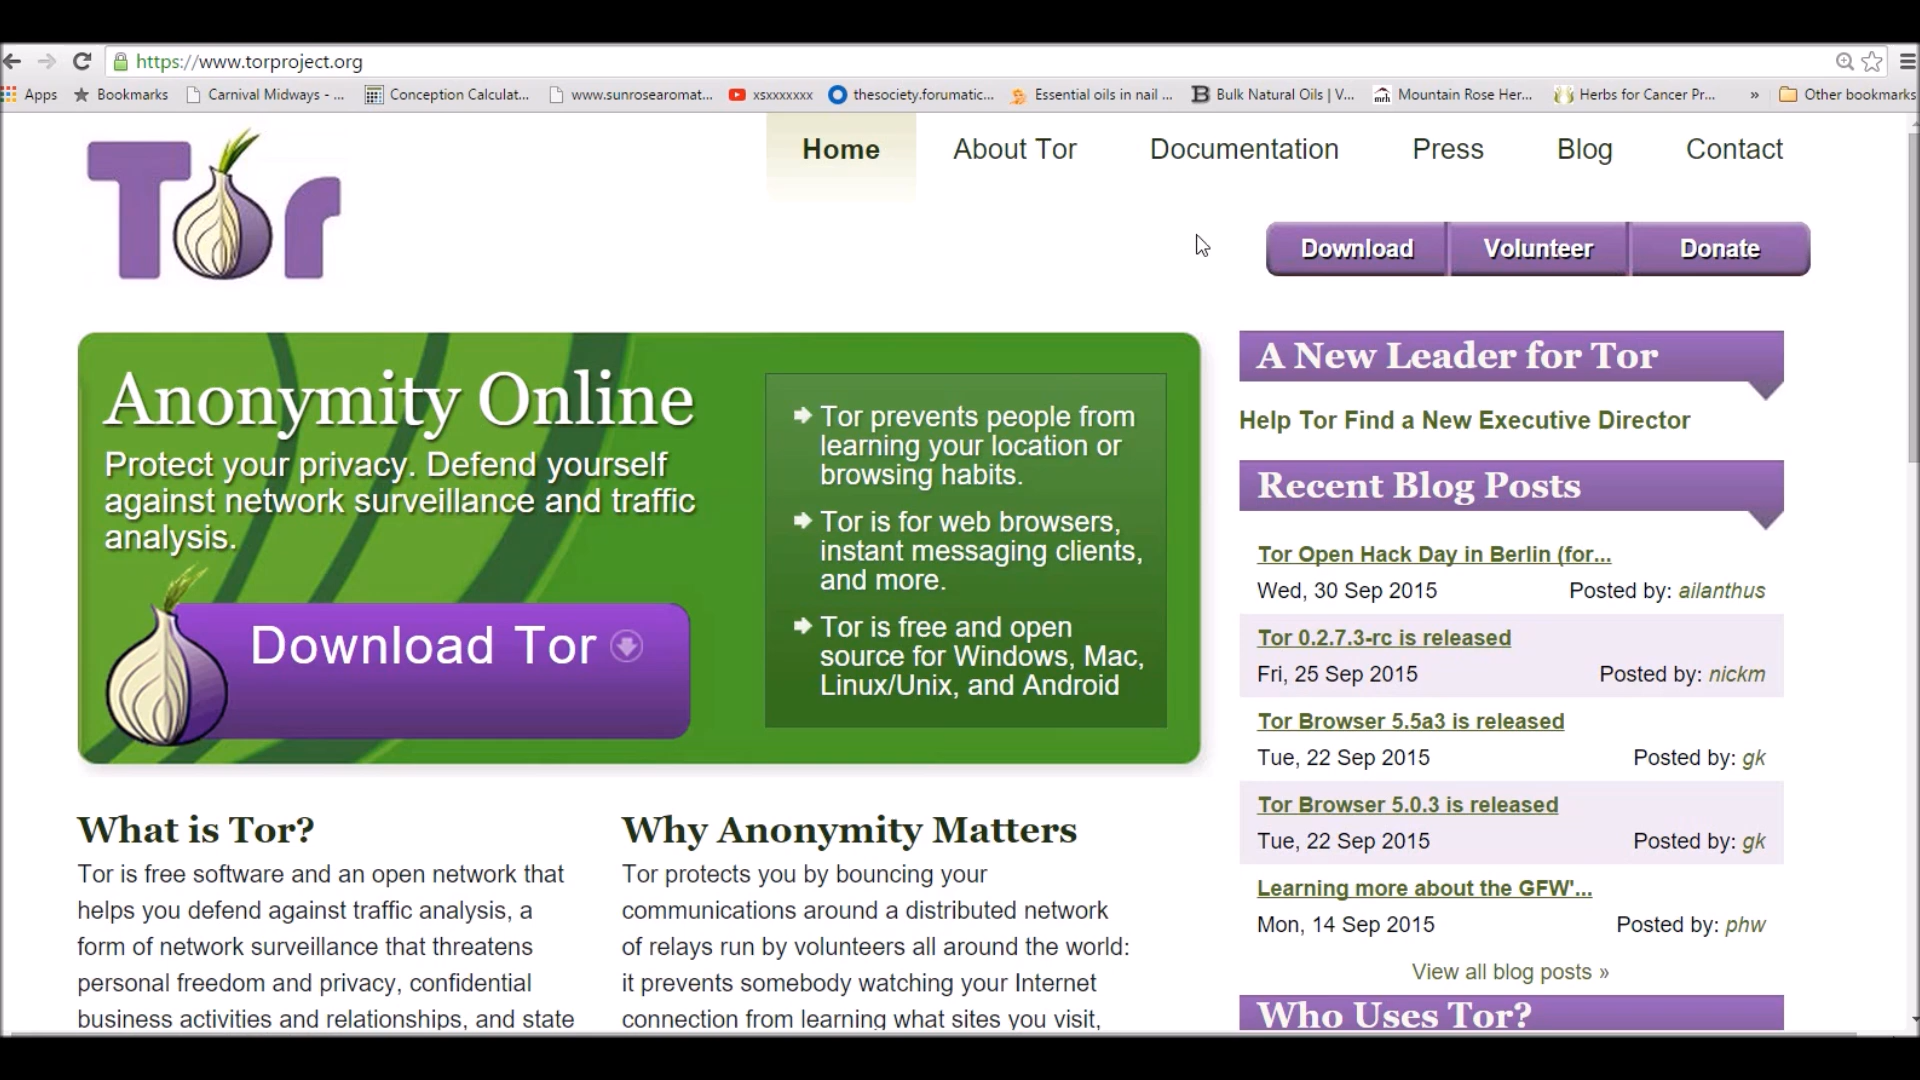 https://www.torproject.org
Apps
Bookmarks
Carnival Midways - ...
Conception Calculat...
www.sunrosearomat...
xsxxxxxxx
thesociety.forumatic...
Essential oils in nail ...
Bulk Natural Oils | V...
mrh
Mountain Rose Her...
Herbs for Cancer Pr...
»
Other bookmarks
Tor
Home
About Tor
Documentation
Press
Blog
Contact
Download
Volunteer
Donate
Anonymity Online
Protect your privacy. Defend yourself
against network surveillance and traffic
analysis.
Download Tor
Tor prevents people from
learning your location or
browsing habits.
Tor is for web browsers,
instant messaging clients,
and more.
Tor is free and open
source for Windows, Mac,
Linux/Unix, and Android
A New Leader for Tor
Help Tor Find a New Executive Director
Recent Blog Posts
Tor Open Hack Day in Berlin (for...
Wed, 30 Sep 2015 Posted by: ailanthus
Tor 0.2.7.3-rc is released
Fri, 25 Sep 2015 Posted by: nickm
Tor Browser 5.5a3 is released
Tue, 22 Sep 2015 Posted by: gk
Tor Browser 5.0.3 is released
Tue, 22 Sep 2015 Posted by: gk
Learning more about the GFW'...
Mon, 14 Sep 2015 Posted by: phw
View all blog posts »
Who Uses Tor?
What is Tor?
Tor is free software and an open network that
helps you defend against traffic analysis, a
form of network surveillance that threatens
personal freedom and privacy, confidential
business activities and relationships, and state
Why Anonymity Matters
Tor protects you by bouncing your
communications around a distributed network
of relays run by volunteers all around the world:
it prevents somebody watching your Internet
connection from learning what sites you visit,